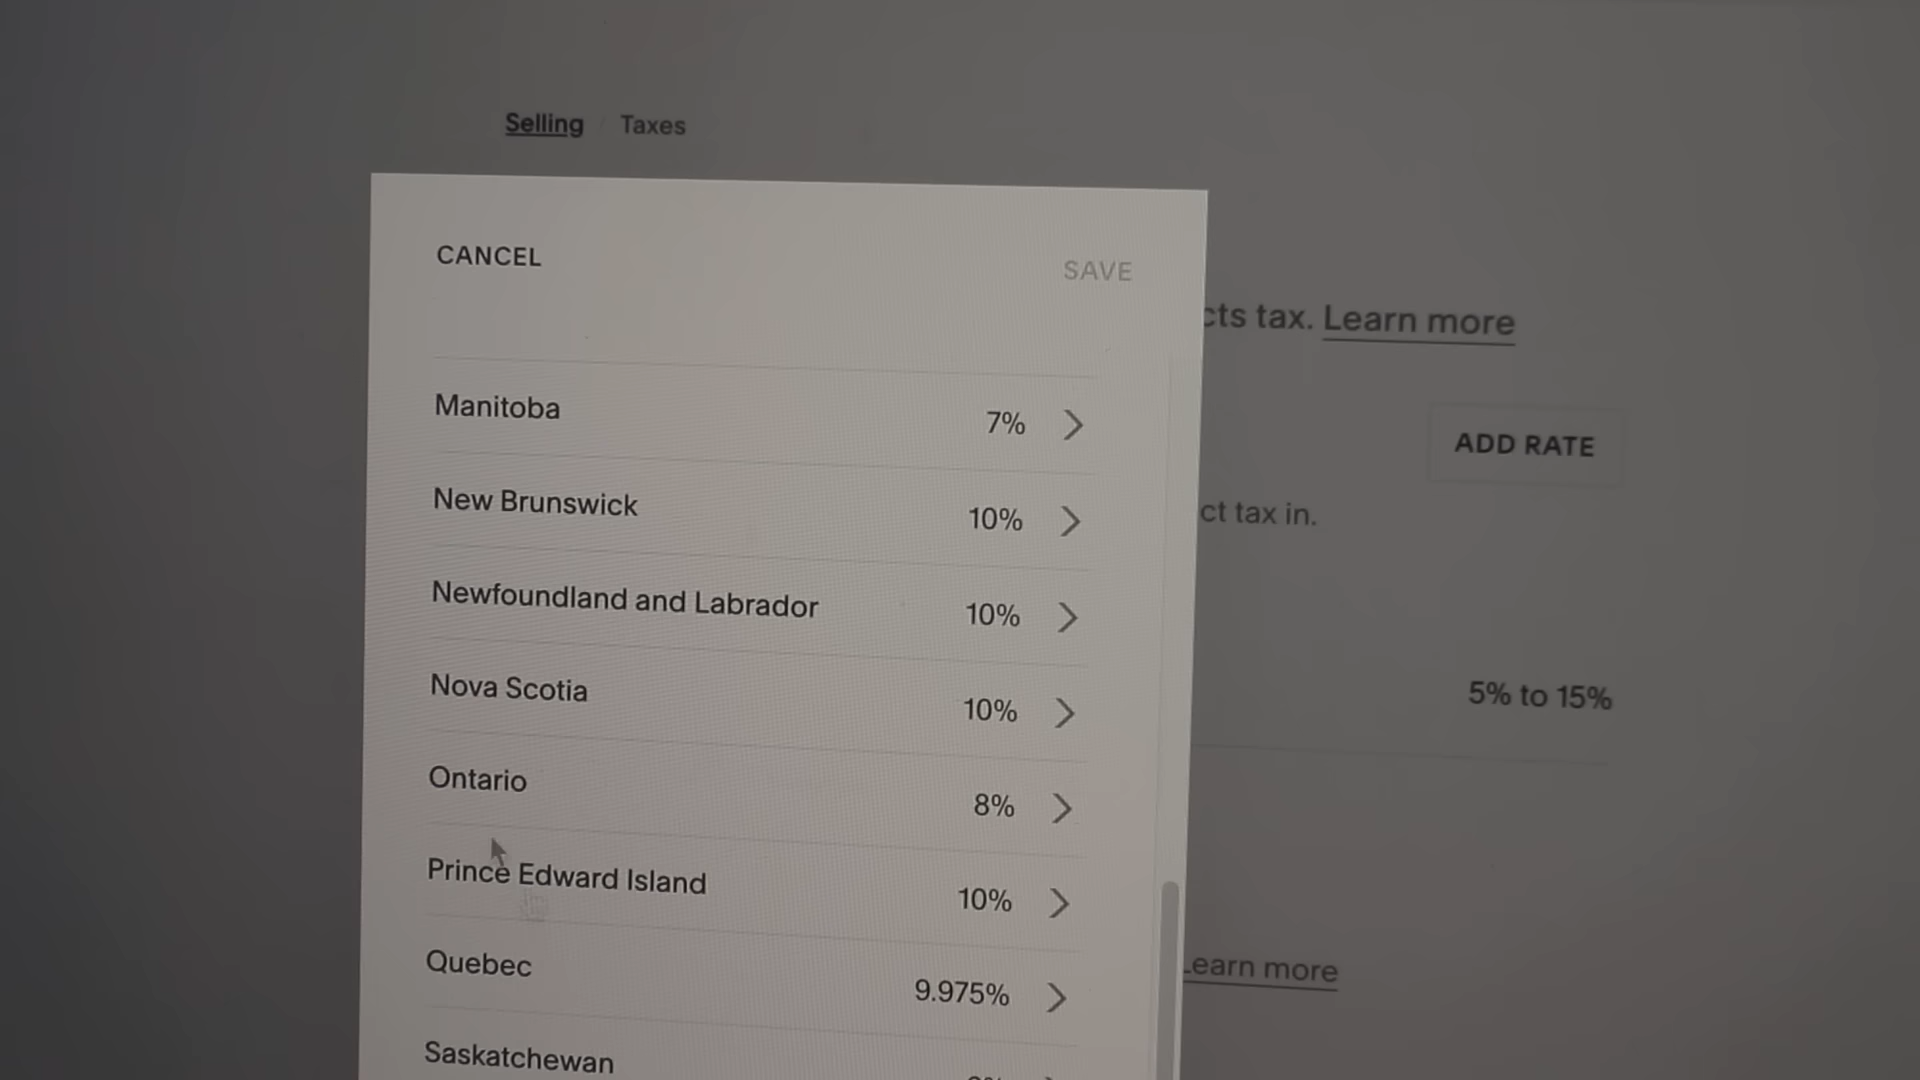 Selling / Taxes
CANCEL
SAVE
cts tax. Learn more
Manitoba 7%
ADD RATE
New Brunswick 10%
ct tax in.
Newfoundland and Labrador 10%
Nova Scotia 10%
5% to 15%
Ontario 8%
Prince Edward Island 10%
Quebec 9.975%
Learn more
Saskatchewan